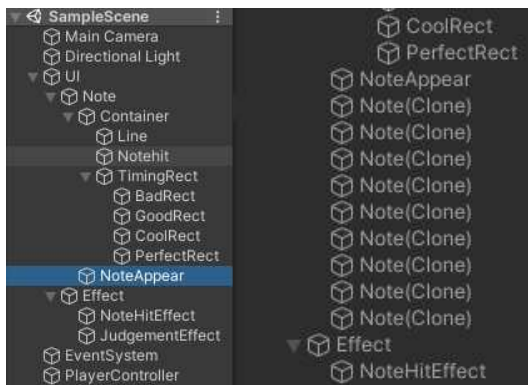 SampleScene
Main Camera
Directional Light
UI
Note
Container
Line
Notehit
TimingRect
BadRect
GoodRect
CoolRect
PerfectRect
NoteAppear
Effect
NoteHitEffect
JudgementEffect
EventSystem
PlayerController
CoolRect
PerfectRect
NoteAppear
Note(Clone)
Note(Clone)
Note(Clone)
Note(Clone)
Note(Clone)
Note(Clone)
Note(Clone)
Note(Clone)
Note(Clone)
Effect
NoteHitEffect